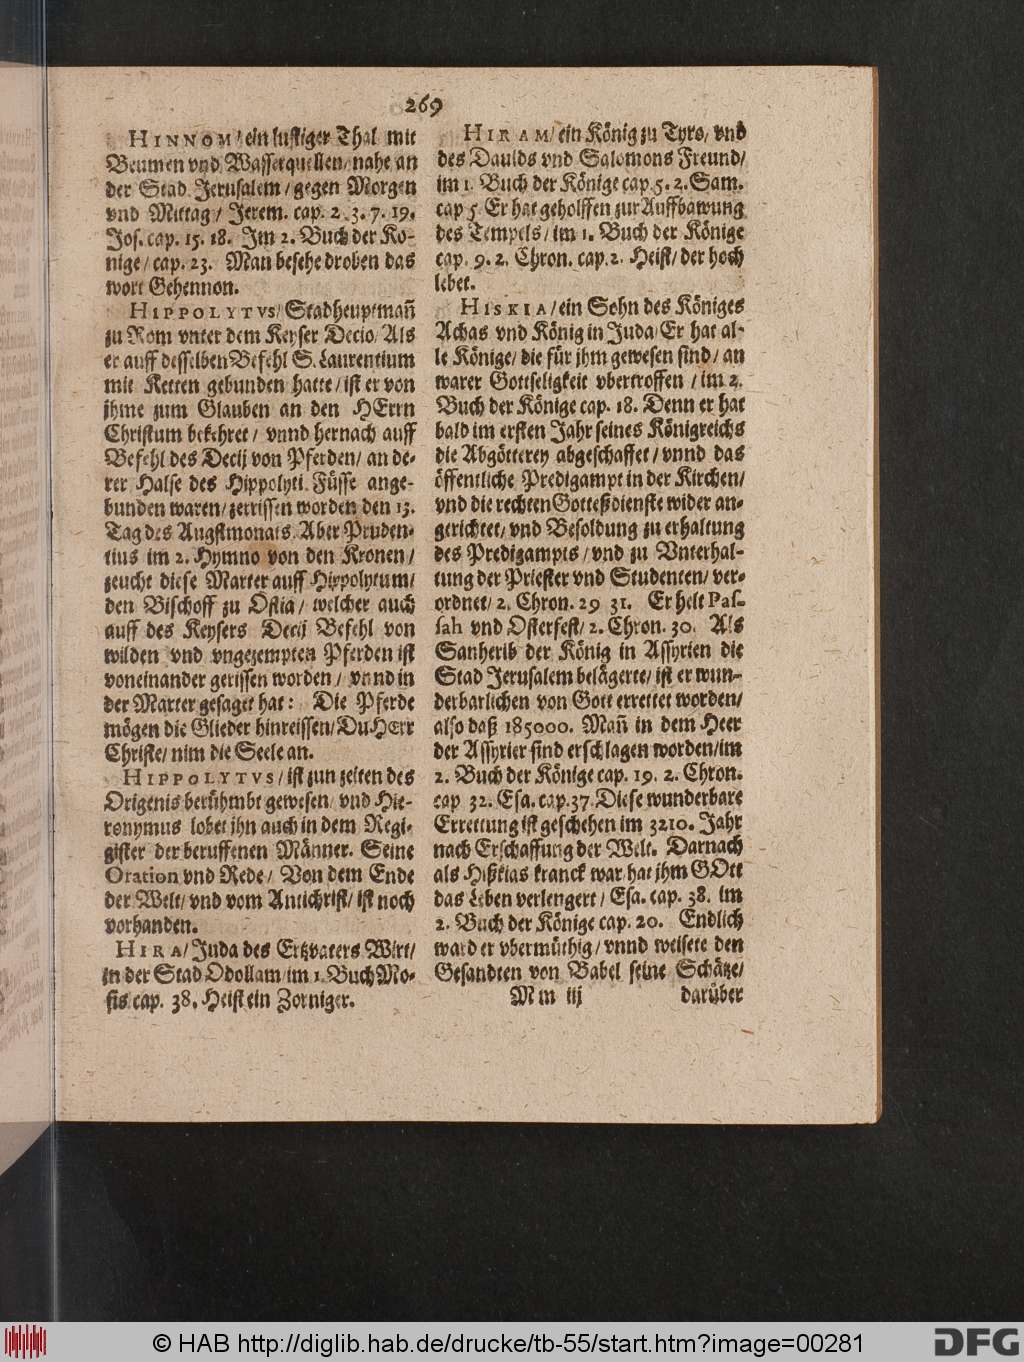 269
HINNOM/ ein lustiger Thal mit
Beumen vnd Wasserquellen/ nahe an
der Stad Jerusalem/ gegen Morgen
vnd Mittag/ Jerem. cap. 2. 3. 7. 19.
Jos. cap. 15. 18. Im 2. Buch der Ko-
nige/ cap. 23. Man besehe droben das
wort Gehennon.
HIPPOLYTVS/ Stadheuptmañ
zu Rom vnter dem Keyser Decio/ Als
er auff desselben Befehl S. Laurentium
mit Ketten gebunden hatte/ ist er von
jhme zum Glauben an den HErrn
Christum bekehret/ vnnd hernach auff
Befehl des Decij von Pferden/ an de-
rer Halse des Hippolyti Füsse ange-
bunden waren/ zerrissen worden den 13.
Tag des Augstmonats. Aber Pruden-
tius im 2. Hymno von den Kronen/
zeucht diese Marter auff Hippolytum/
den Bischoff zu Ostia/ welcher auch
auff des Keysers Decij Befehl von
wilden vnd vngezempten Pferden ist
voneinander gerissen worden/ vnnd in
der Marter gesaget hat: Die Pferde
mögen die Glieder hinreissen/ Du HErr
Christe/ nim die Seele an.
HIPPOLYTVS/ ist zun zeiten des
Origenis berühmbt gewesen/ vnd Hie-
ronymus lobet jhn auch in dem Regi-
gister der beruffenen Männer. Seine
Oration vnd Rede/ Von dem Ende
der Welt/ vnd vom Antichrist/ ist noch
vorhanden.
HIRA/ Juda des Ertzvaters Wirt/
in der Stad Odollam/ im 1. Buch Mo-
sis cap. 38. Heist ein Zorniger.
HIRAM/ ein König zu Tyro/ vnd
des Dauids vnd Salomons Freund/
im 1. Buch der Könige cap. 5. 2. Sam.
cap 5. Er hat geholffen zur Auffbawung
des Tempels/ im 1. Buch der Könige
cap. 9. 2. Chron. cap. 2. Heist/ der hoch
lebet.
HISKIA/ ein Sohn des Königes
Achas vnd König in Juda/ Er hat al-
le Könige/ die für jhm gewesen sind/ an
warer Gottseligkeit vbertroffen/ im 2.
Buch der Könige cap. 18. Denn er hat
bald im ersten Jahr seines Königreichs
die Abgötterey abgeschaffet/ vnnd das
öffentliche Predigampt in der Kirchen/
vnd die rechten Gotteßdienste wider an-
gerichtet/ vnd Besoldung zu erhaltung
des Predigampts/ vnd zu Vnterhal-
tung der Priester vnd Studenten/ ver-
ordnet/ 2. Chron. 29 31. Er helt Pas-
sah vnd Osterfest/ 2. Chron. 30. Als
Sanherib der König in Assyrien die
Stad Jerusalem belägerte/ ist er wun-
derbarlichen von Gott errettet worden/
also daß 185000. Mañ in dem Heer
der Assyrier sind erschlagen worden/ im
2. Buch der Könige cap. 19. 2. Chron.
cap 32. Esa. cap. 37. Diese wunderbare
Errettung ist geschehen im 3210. Jahr
nach Erschaffung der Welt. Darnach
als Hißkias kranck war/ hat jhm GOtt
das Leben verlengert/ Esa. cap. 38. im
2. Buch der Könige cap. 20. Endlich
ward er vbermüthig/ vnnd weisete den
Gesandten von Babel seine Schätze/
Mm iij darüber
© HAB http://diglib.hab.de/drucke/tb-55/start.htm?image=00281
DFG